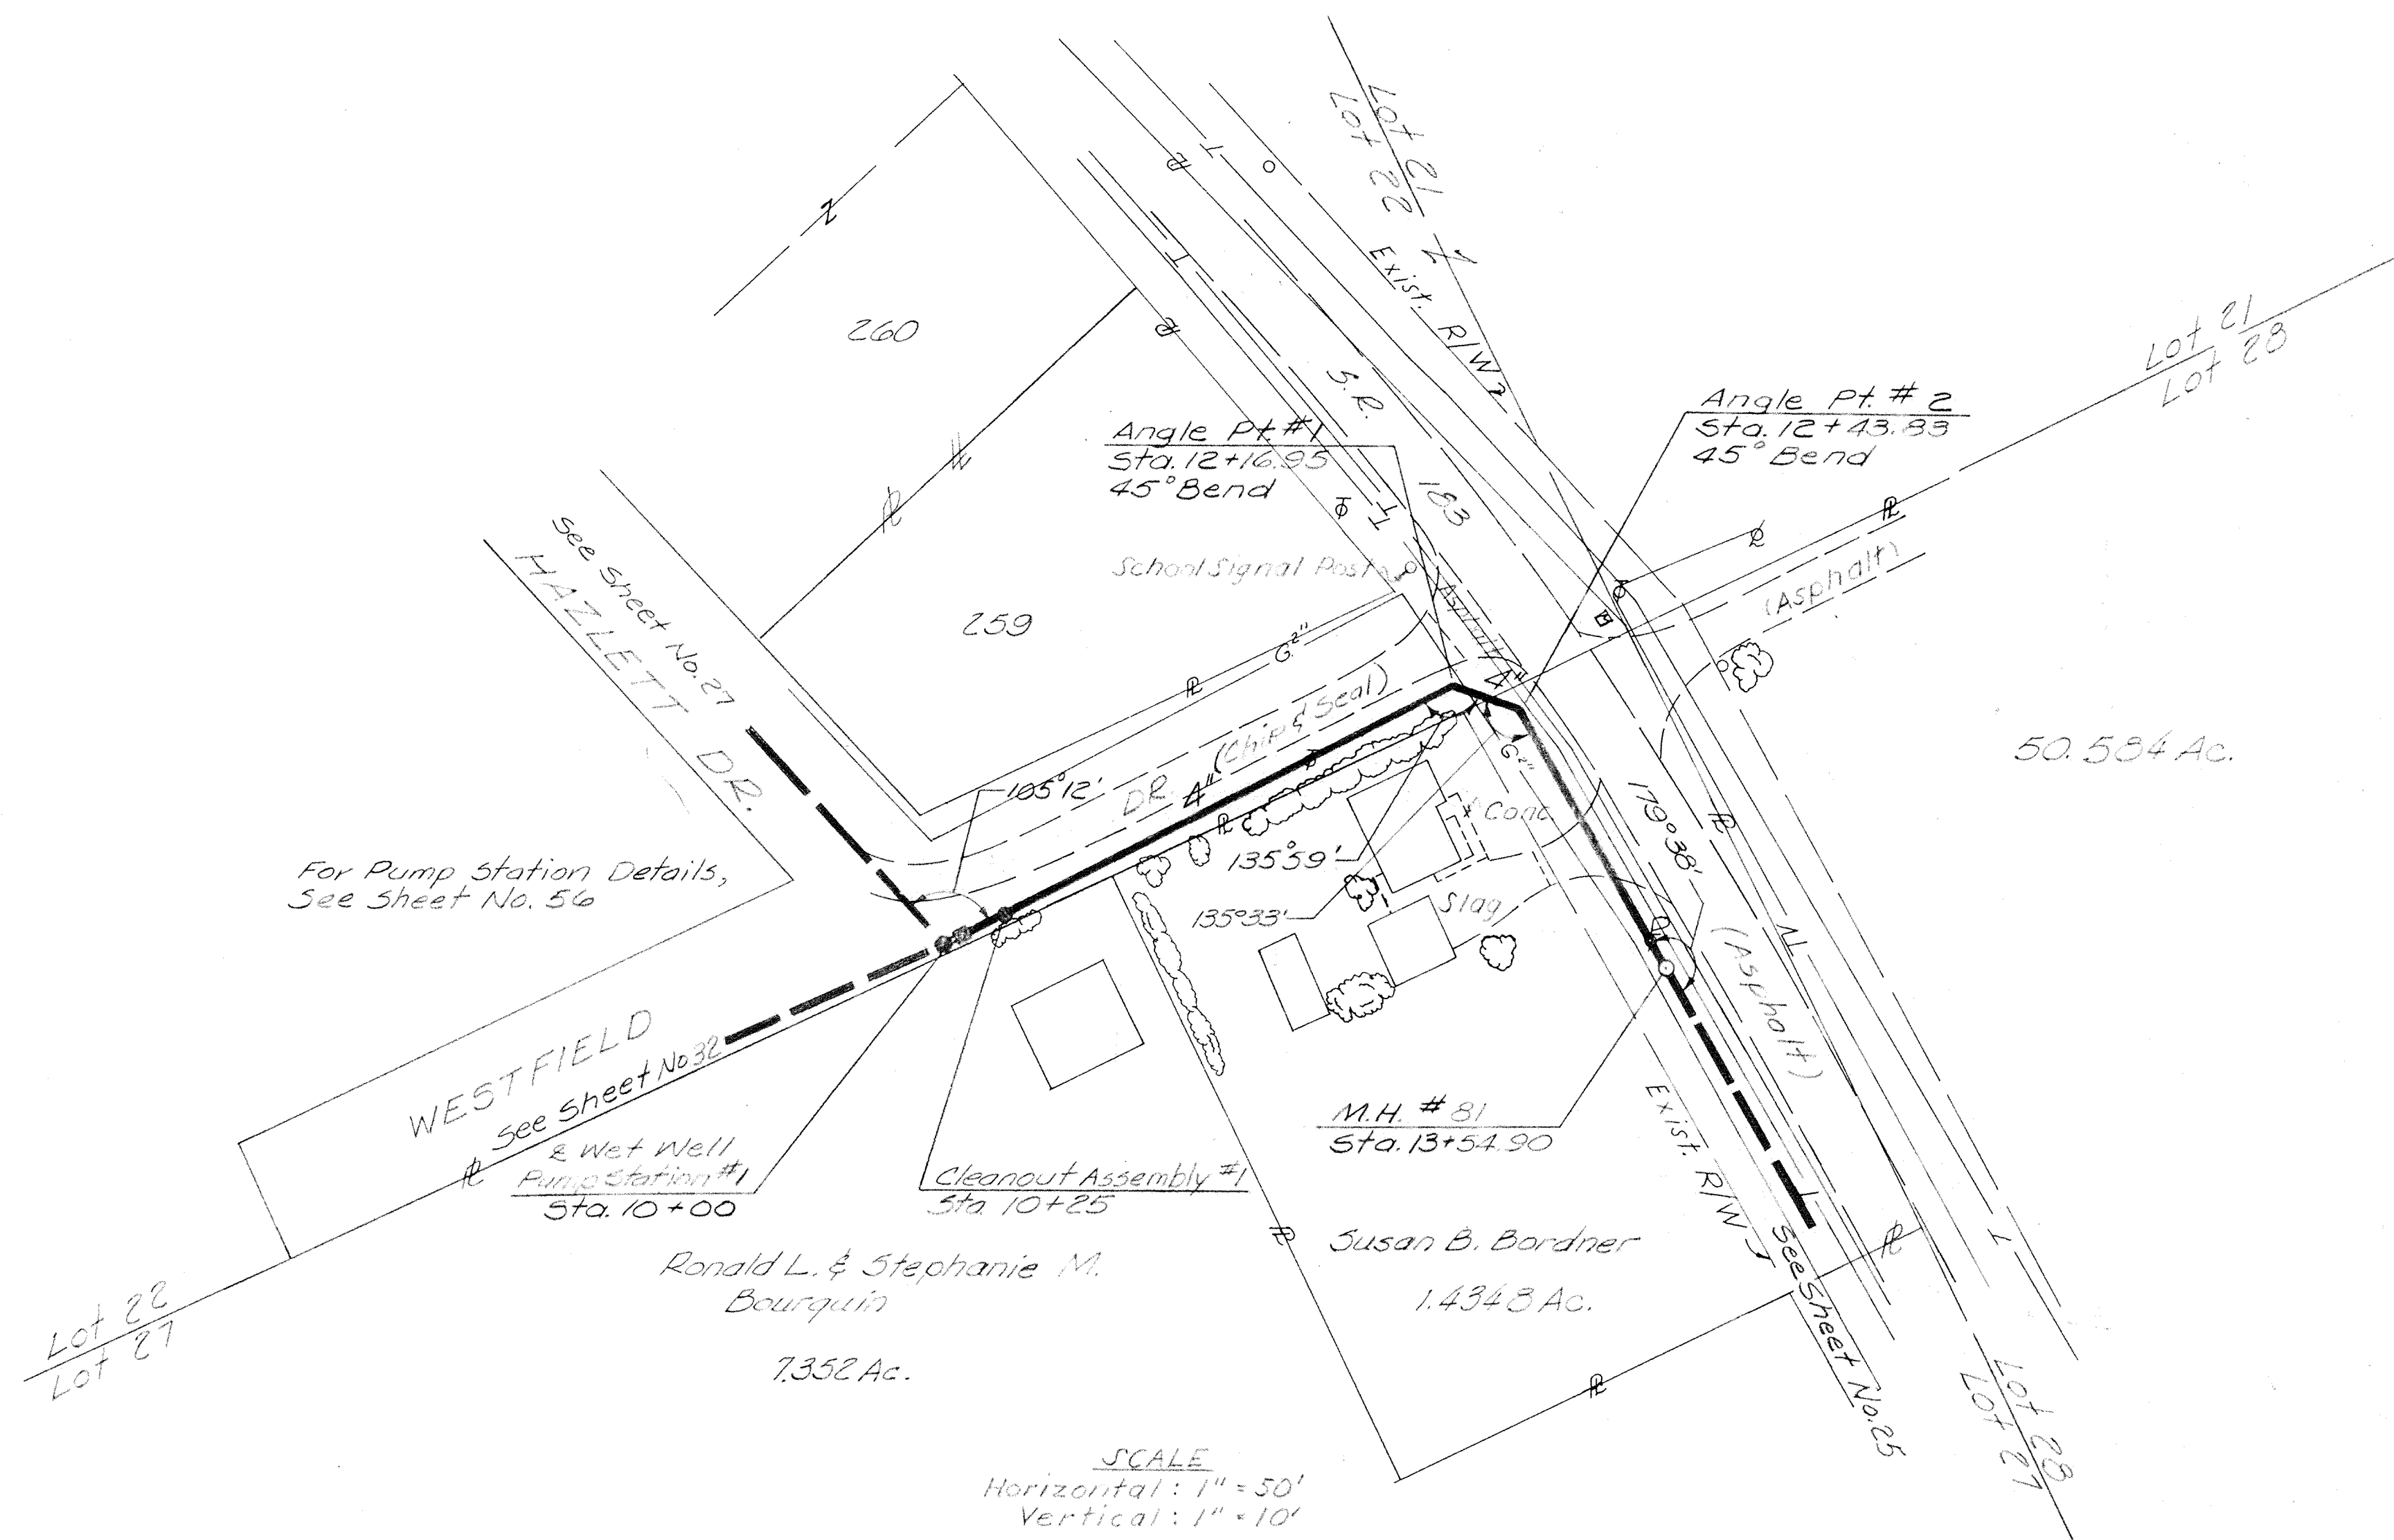 Lot 21
Lot 22
Exist. R/W
260
S.R.
183
Lot 21
Lot 28
Angle Pt. #1
Sta. 12+16.95
45° Bend
Angle Pt. # 2
Sta. 12+43.83
45° Bend
See Sheet No. 27
HAZLETT DR.
School Signal Post
Asphalt
(Asphalt)
259
G 2"
4"
(Chip & Seal)
DR.
4"
G 2"
50.584 Ac.
105°12'
Conc.
179°38'
135°59'
135°33'
Slag
(Asphalt)
For Pump Station Details,
See Sheet No. 56
WESTFIELD
See Sheet No 32
& Wet Well
Pump Station #1
Sta. 10+00
Cleanout Assembly #1
Sta. 10+25
M.H. # 81
Sta. 13+54.90
Exist. R/W
See Sheet No. 25
Susan B. Bordner
1.4348 Ac.
Ronald L. & Stephanie M.
Bourquin
7.352 Ac.
Lot 22
Lot 27
Lot 28
Lot 27
SCALE
Horizontal : 1" = 50'
Vertical : 1" = 10'